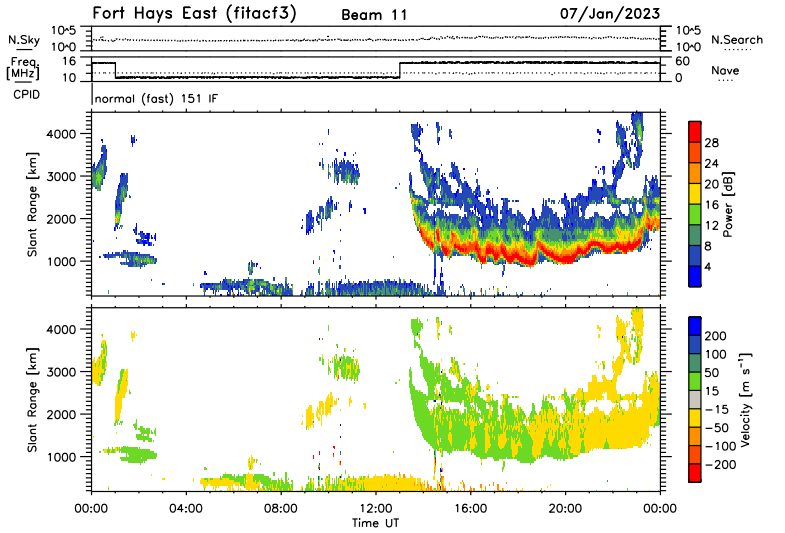 Fort Hays East (fitacf3) Beam 11 07/Jan/2023
N.Sky 10^5 10^0 10^5 10^0 N.Search
Freq. [MHz] 16 10 60 0 Nave
CPID normal (fast) 151 IF
Slant Range [km] 4000 3000 2000 1000
Power [dB] 28 24 20 16 12 8 4
Slant Range [km] 4000 3000 2000 1000
Velocity [m s⁻¹] 200 100 50 15 -15 -50 -100 -200
00:00 04:00 08:00 12:00 16:00 20:00 00:00
Time UT